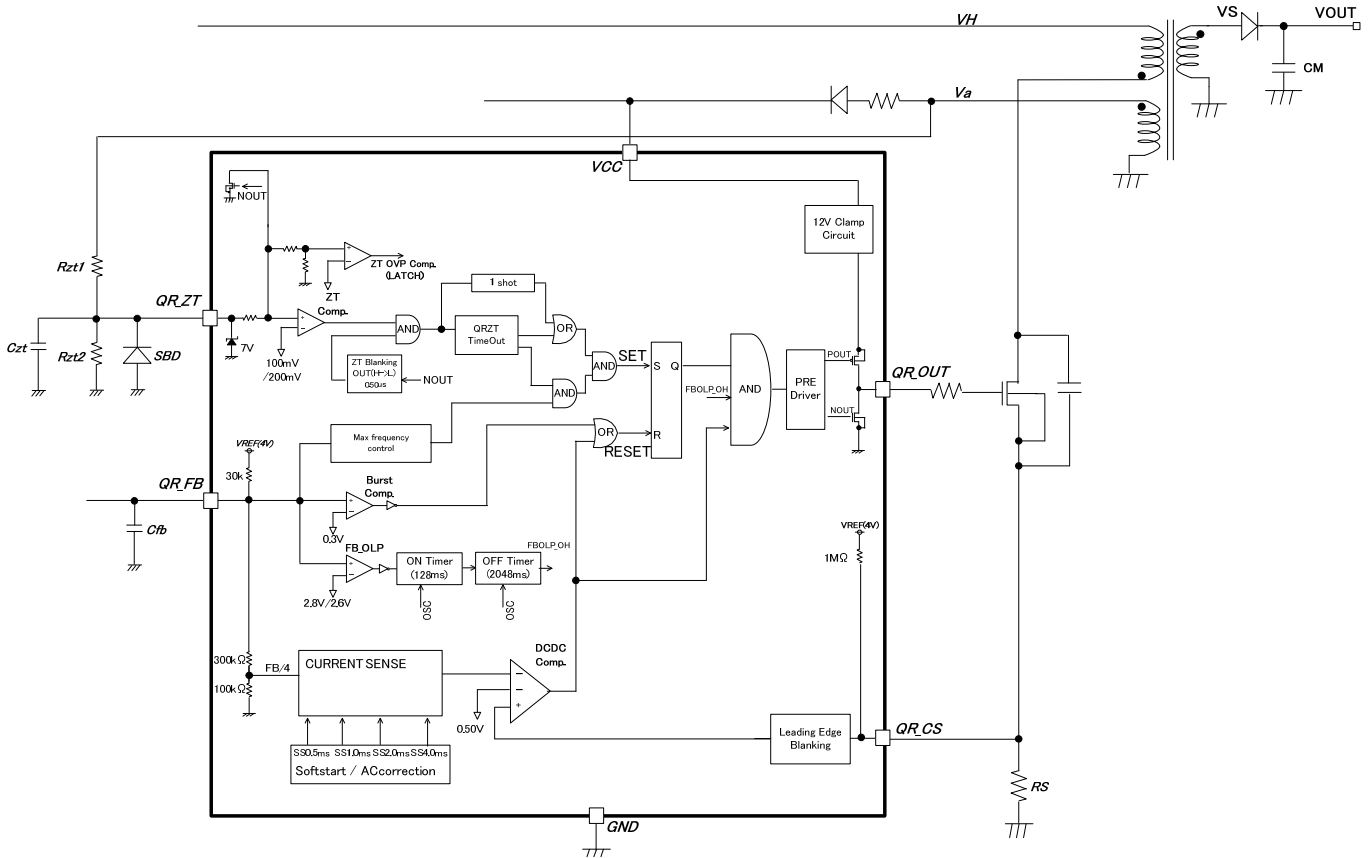 VH
VS
VOUT
CM
Va
VCC
NOUT
12V Clamp
Circuit
ZT OVP Comp.
(LATCH)
ZT
Comp.
Rzt1
QR_ZT
Czt
Rzt2
SBD
7V
100mV
/200mV
1 shot
AND
QRZT
TimeOut
OR
ZT Blanking
OUT(H->L)
0.50us
NOUT
AND
SET
AND
S
Q
R
FBOLP_OH
AND
PRE
Driver
POUT
NOUT
QR_OUT
OR
RESET
Max frequency
control
VREF(4V)
30k
QR_FB
Cfb
Burst
Comp.
0.3V
FB_OLP
2.8V/2.6V
ON Timer
(128ms)
OFF Timer
(2048ms)
FBOLP_OH
OSC
OSC
VREF(4V)
1MΩ
300kΩ
FB/4
100kΩ
CURRENT SENSE
DCDC
Comp.
0.50V
SS0.5ms SS1.0ms SS2.0ms SS4.0ms
Softstart / ACcorrection
Leading Edge
Blanking
QR_CS
RS
GND